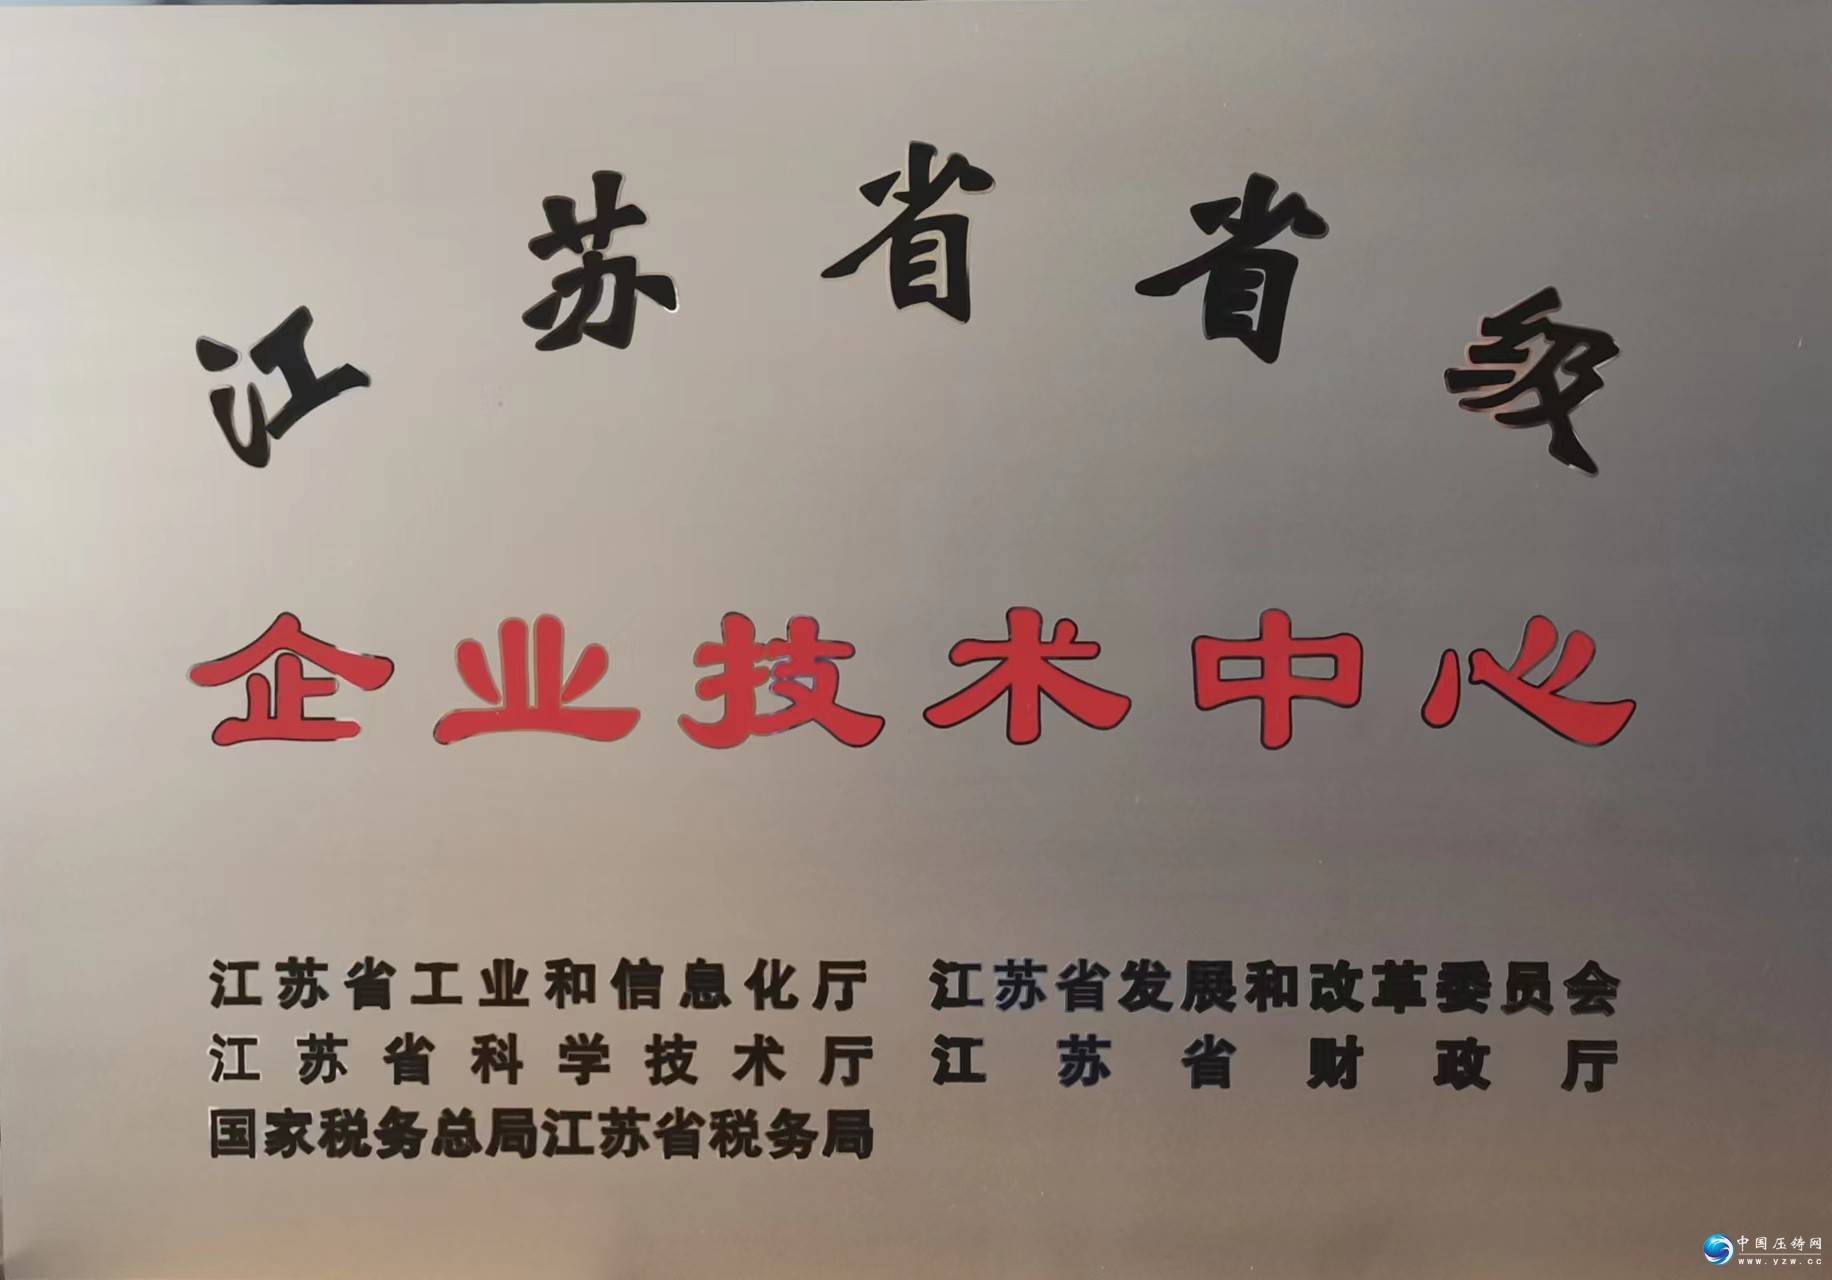 江苏省省级
企业技术中心
江苏省工业和信息化厅 江苏省发展和改革委员会
江苏省科学技术厅 江苏省财政厅
国家税务总局江苏省税务局
中国压铸网
www.yzw.cc